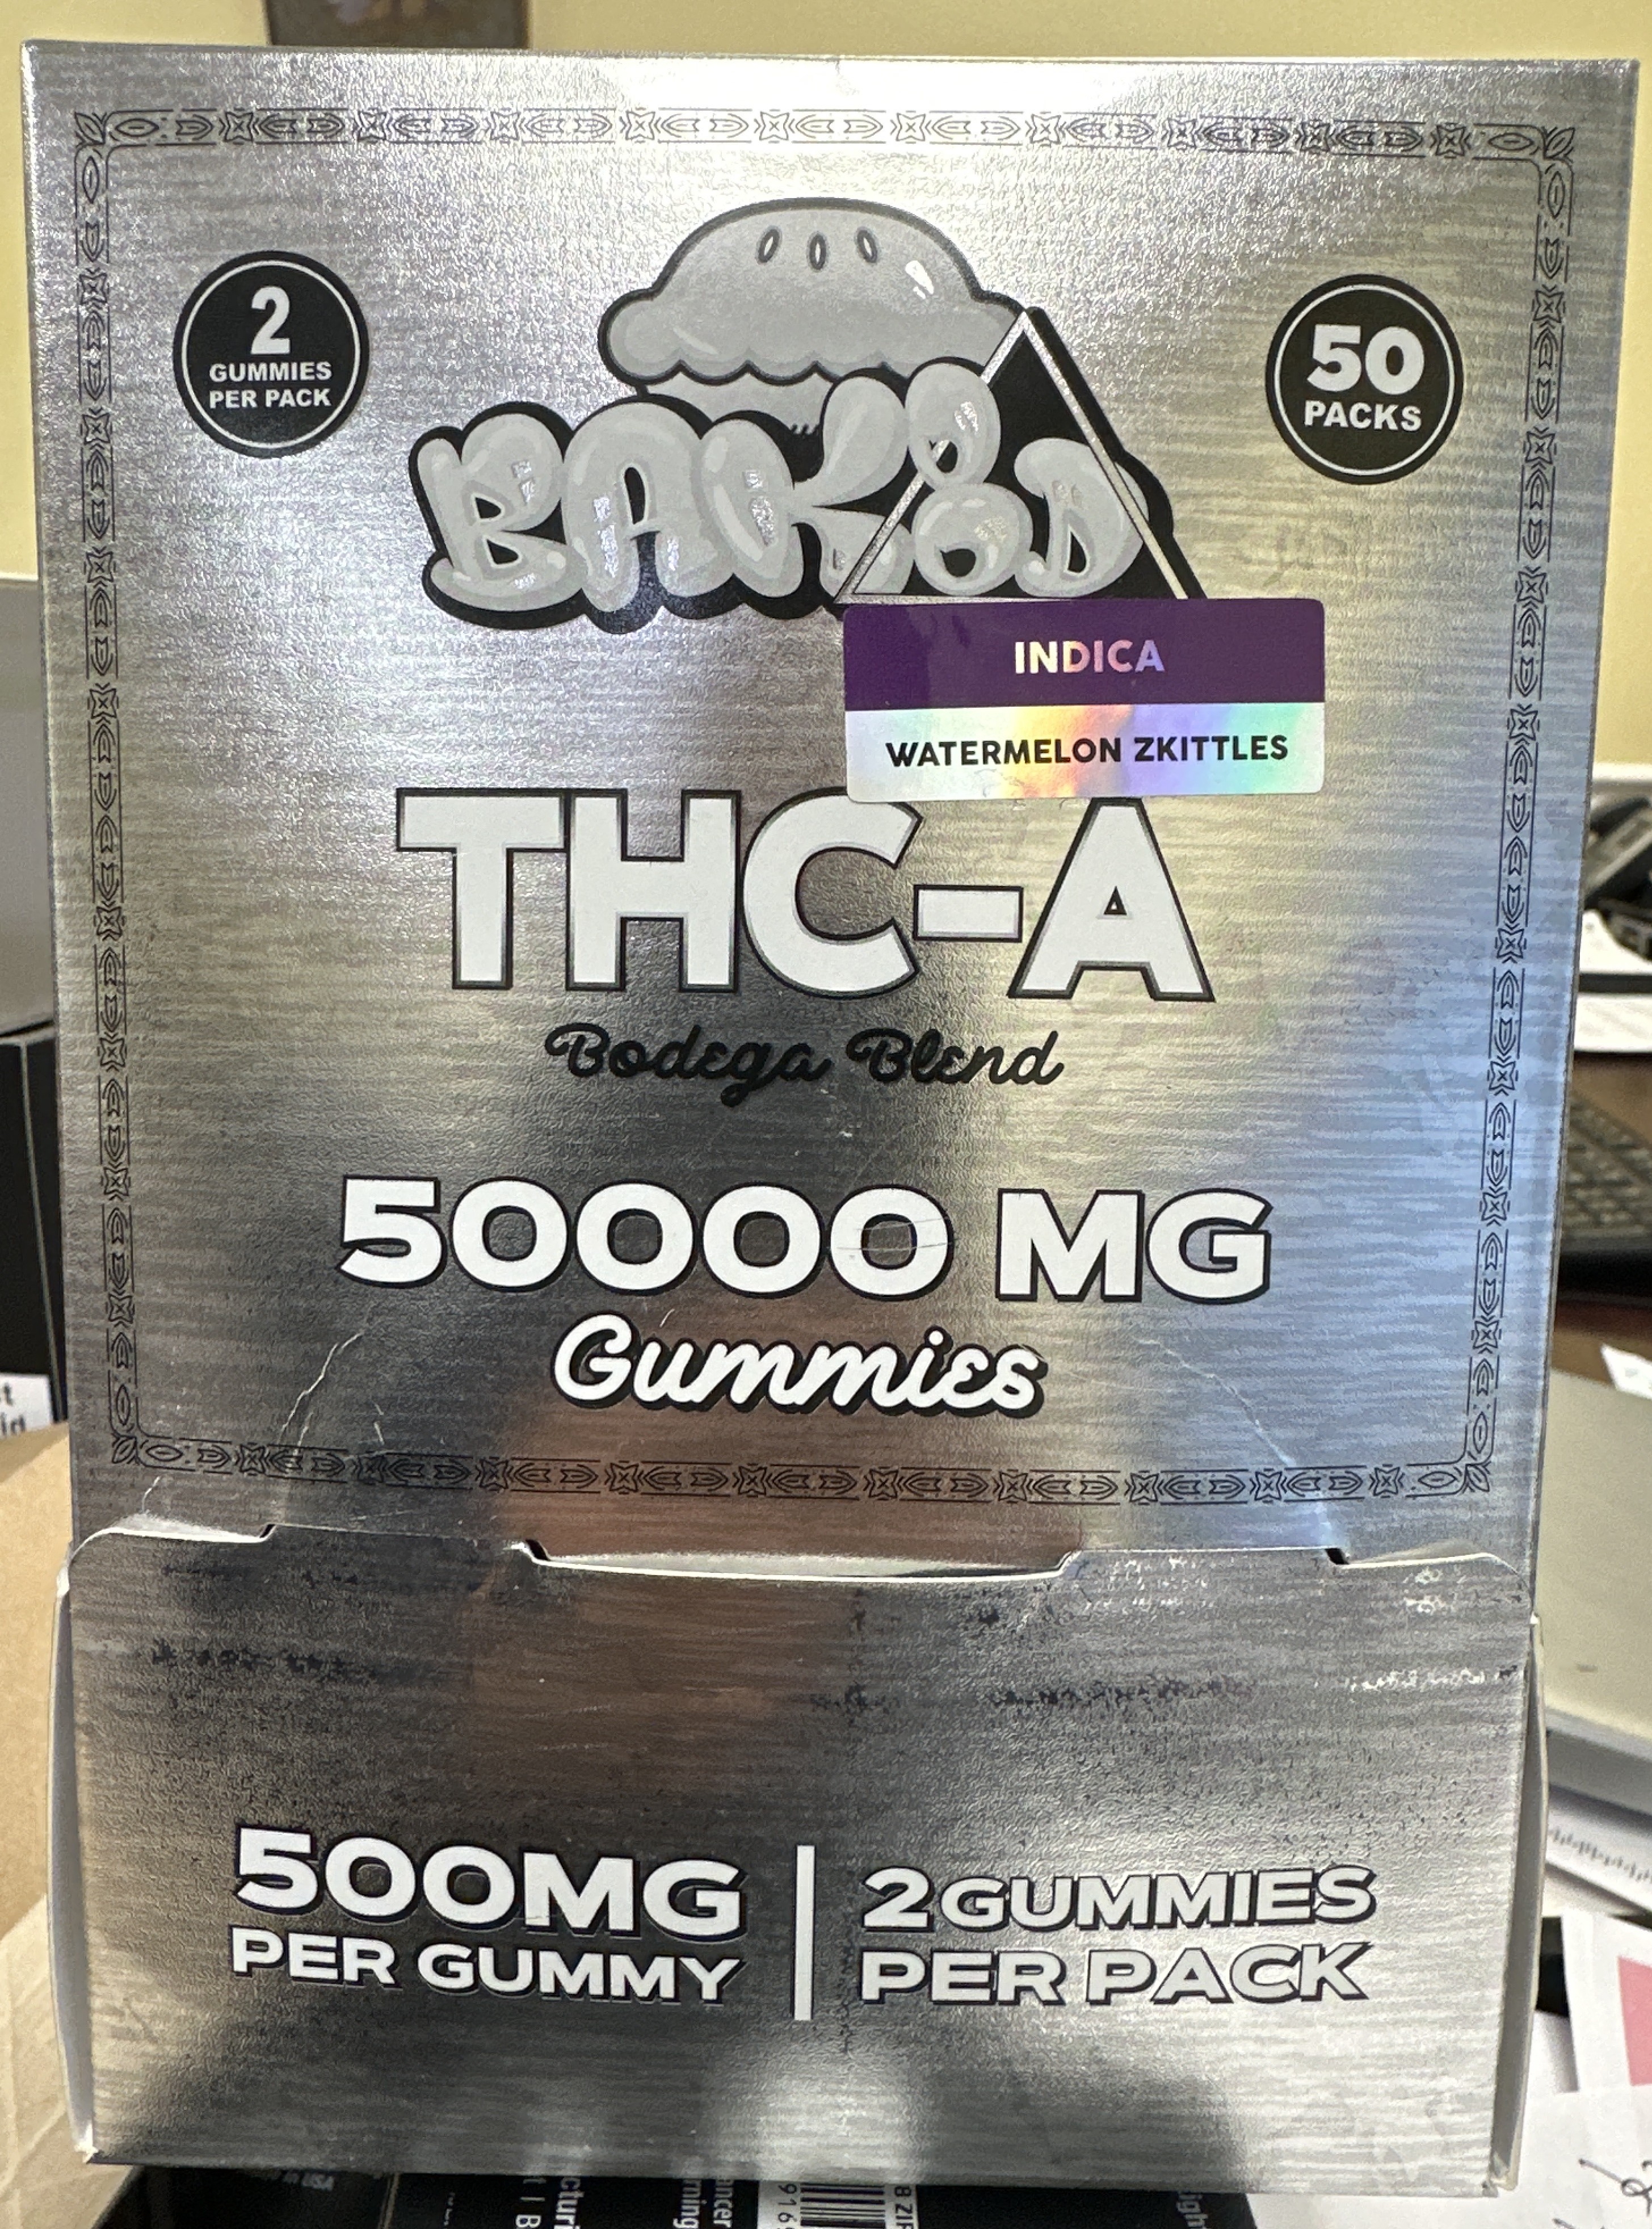 2
GUMMIES
PER PACK
50
PACKS
BAK8D
INDICA
WATERMELON ZKITTLES
THC-A
Bodega Blend
50000 MG
Gummies
500MG
PER GUMMY
2 GUMMIES
PER PACK